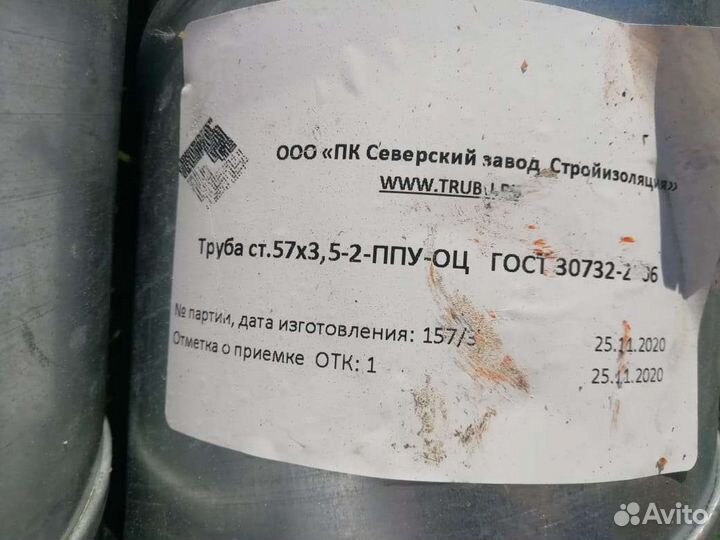 ООО «ПК Северский завод Стройизоляция»
Труба ст.57х3,5-2-ППУ-ОЦ ГОСТ
№ партии, дата изготовления: 157/3 25.11.2020
Отметка о приемке ОТК: 1 25.11.2020
Avito